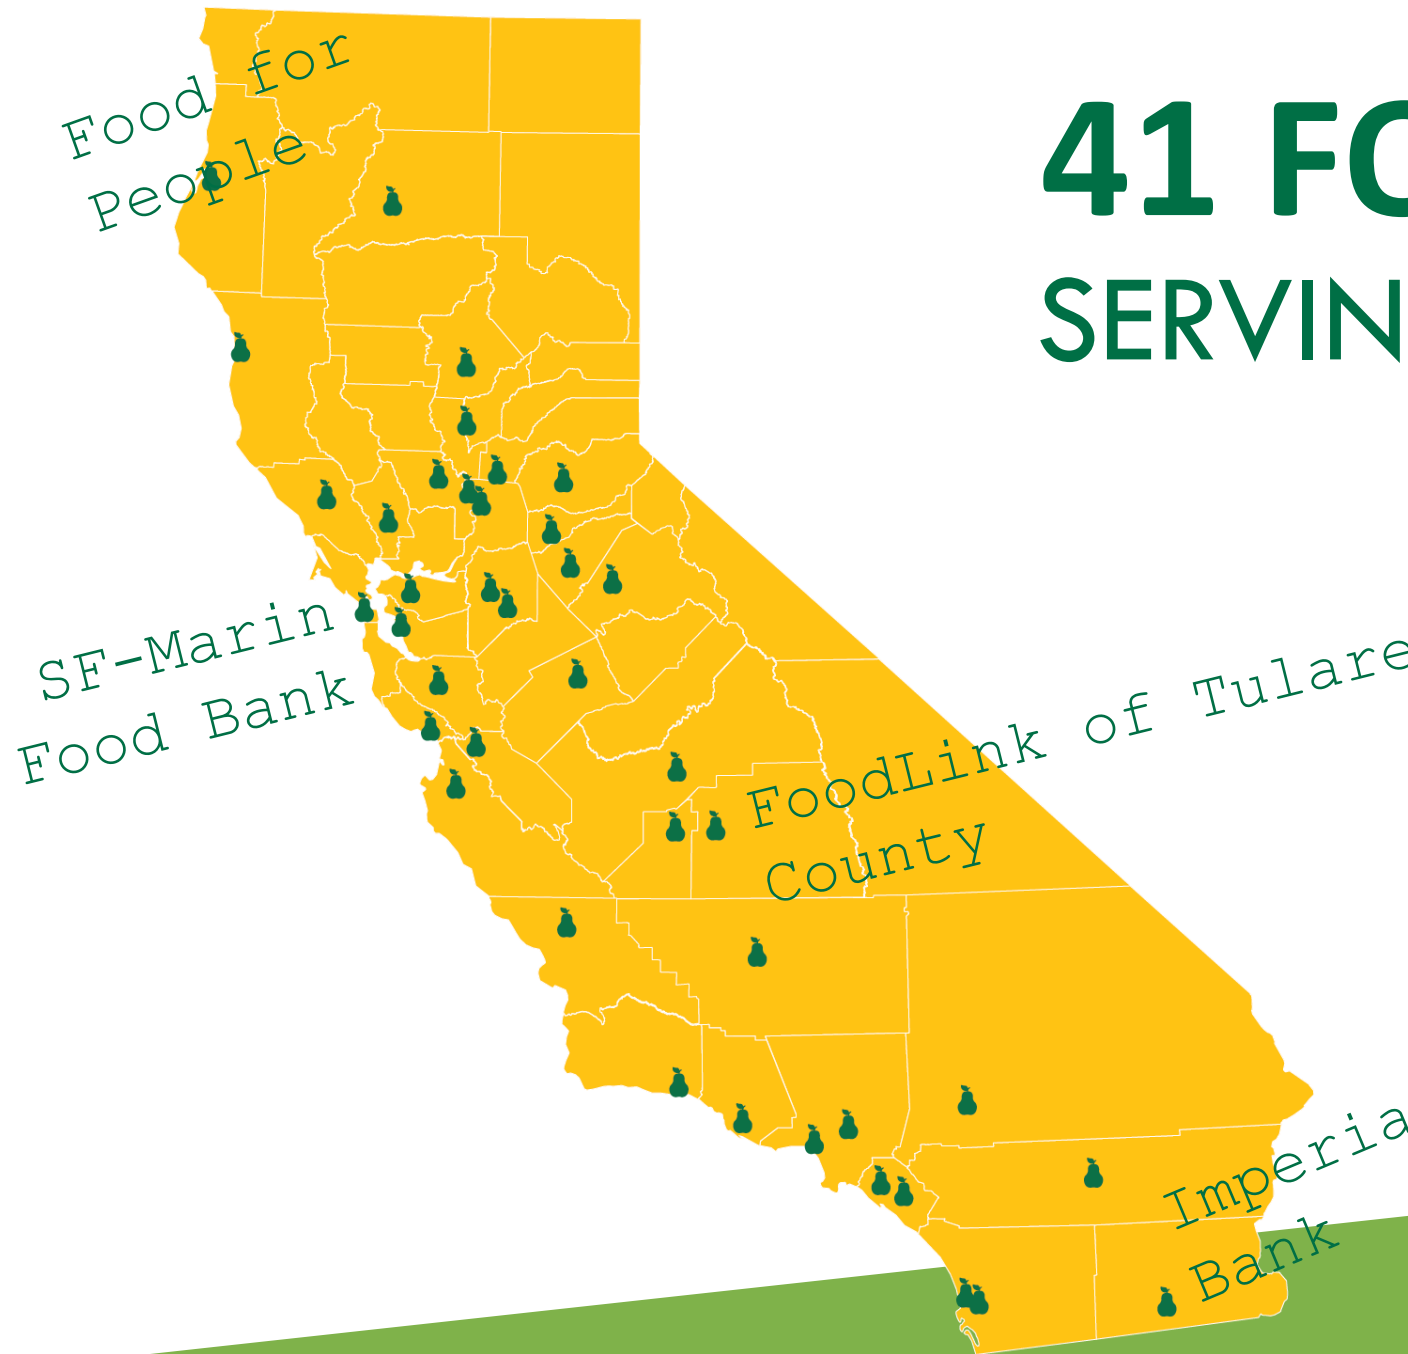 Food for
People
41 FO
SERVIN
SF-Marin
Food Bank
FoodLink of Tulare
County
Imperia
Bank